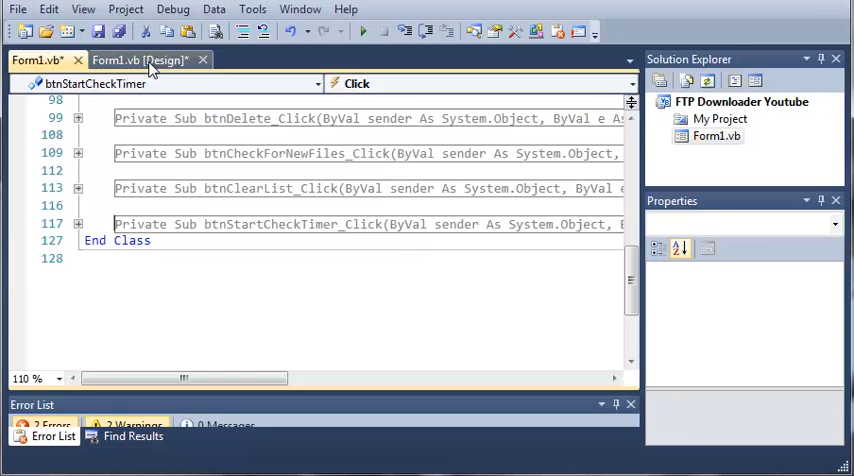 File View Project Debug Data Tools Window Help
Form1.vb* Form1.vb [Design]*
btnStartCheckTimer Click
98
99 Private Sub btnDelete_Click(ByVal sender As System.Object, ByVal e As
108
109 Private Sub btnCheckForNewFiles_Click(ByVal sender As System.Object,
112
113 Private Sub btnClearList_Click(ByVal sender As System.Object, ByVal e
116
117 Private Sub btnStartCheckTimer_Click(ByVal sender As System.Object,
127 End Class
128
110 %
Error List
2 Errors 2 Warnings 0 Messages
Error List Find Results
Solution Explorer
FTP Downloader Youtube
My Project
Form1.vb
Properties